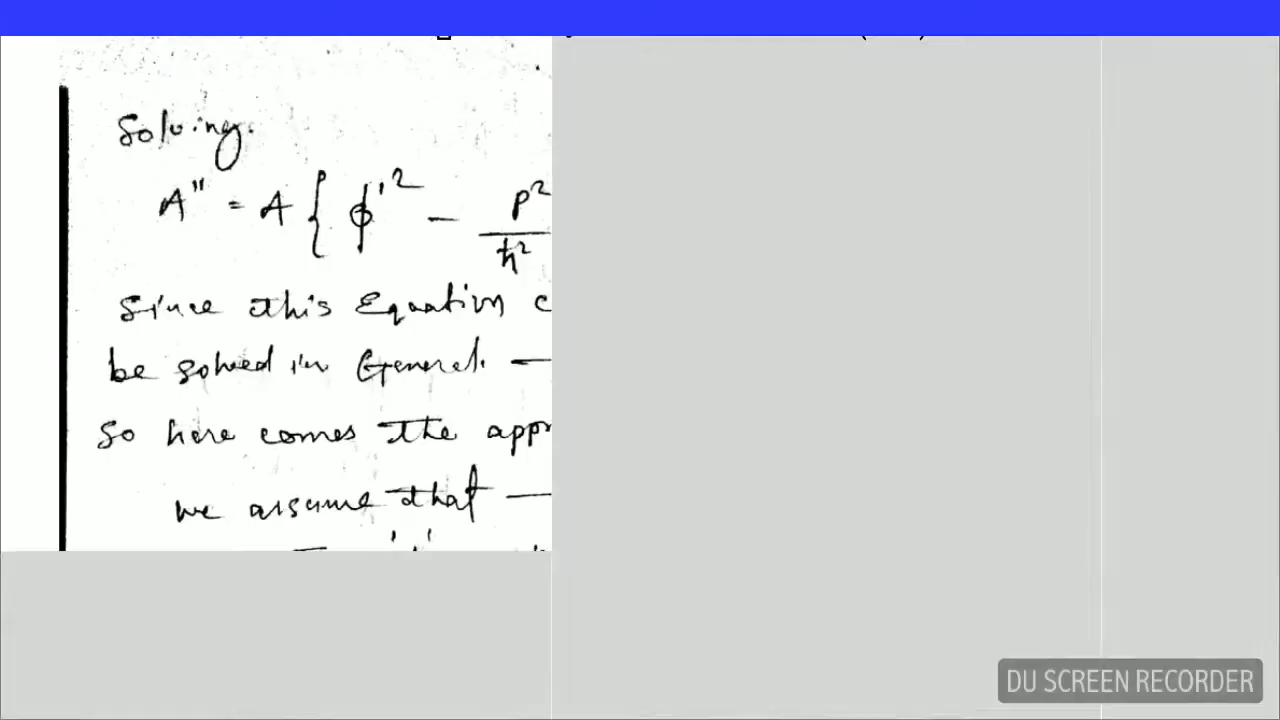 Solving.
A" = A { ϕ'² − p²/ħ²
Since this Equation c
be solved in General. —
So here comes the appr
we assume that —
DU SCREEN RECORDER